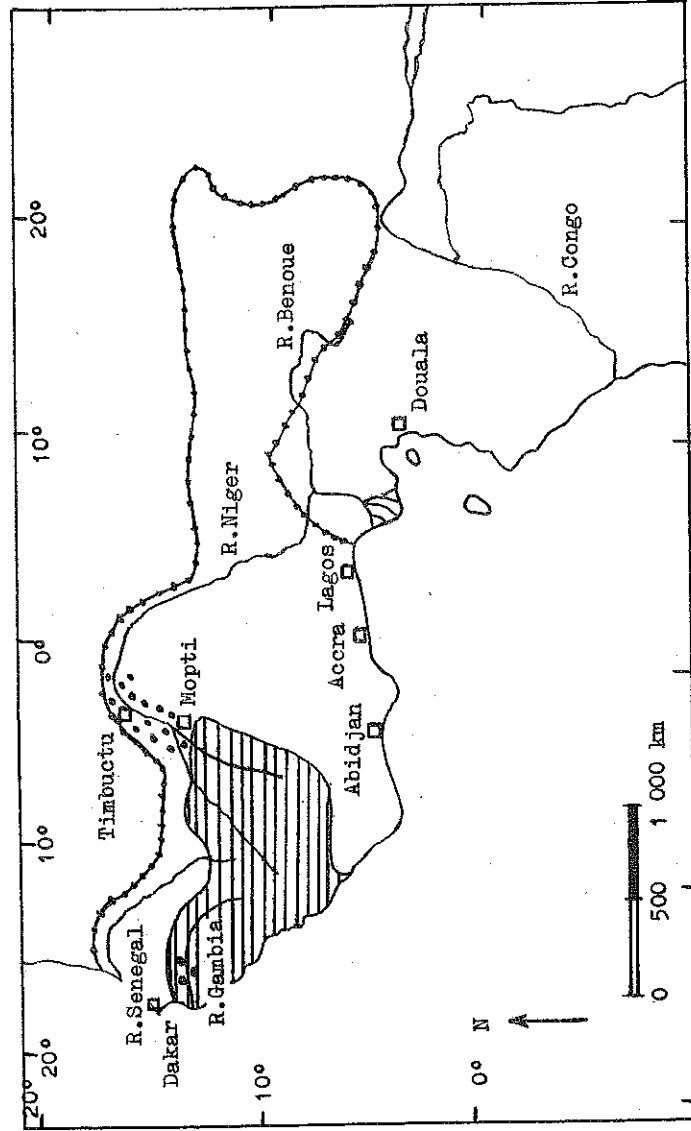 20°
10°
0°
20°
10°
0°
10°
20°
R.Senegal
Dakar
R.Gambia
Timbuctu
Mopti
R.Niger
R.Benoue
Abidjan
Accra
Lagos
Douala
R.Congo
N
0 500 1 000 km